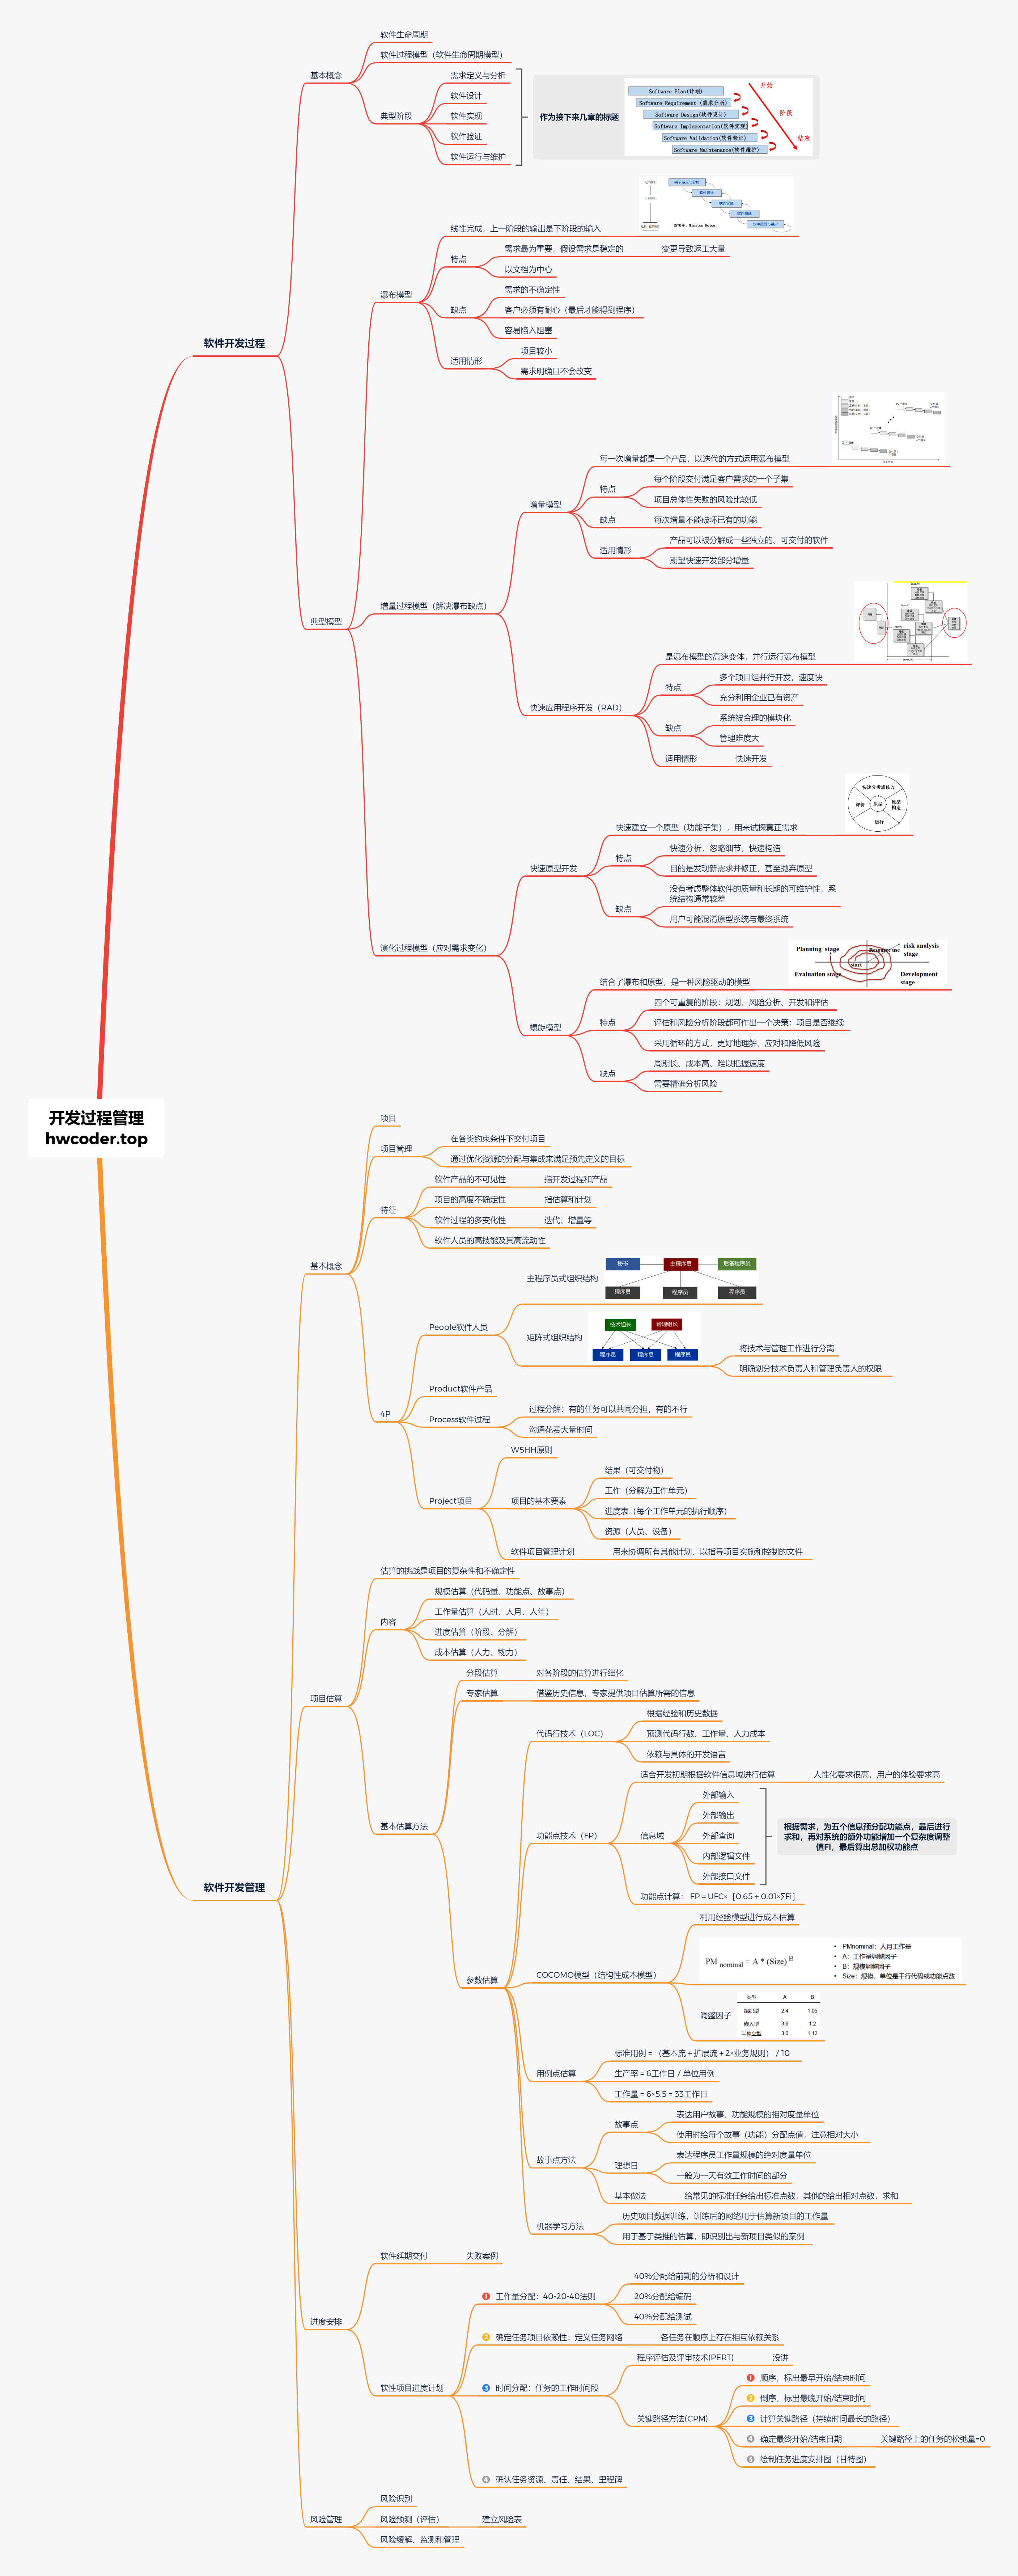 开发过程管理
hwcoder.top
软件开发过程
基本概念
软件生命周期
软件过程模型（软件生命周期模型）
典型阶段
需求定义与分析
软件设计
软件实现
软件验证
软件运行与维护
作为接下来几章的标题
Software Plan(计划)
Software Requirement (需求分析)
Software Design(软件设计)
Software Implementation(软件实现)
Software Validation(软件验证)
Software Maintenance(软件维护)
开始
阶段
结束
典型模型
瀑布模型
线性完成，上一阶段的输出是下阶段的输入
1970年，Winston Royce
特点
需求最为重要，假设需求是稳定的
变更导致返工大量
以文档为中心
缺点
需求的不确定性
客户必须有耐心（最后才能得到程序）
容易陷入阻塞
适用情形
项目较小
需求明确且不会改变
增量过程模型（解决瀑布缺点）
增量模型
每一次增量都是一个产品，以迭代的方式运用瀑布模型
特点
每个阶段交付满足客户需求的一个子集
项目总体性失败的风险比较低
缺点
每次增量不能破坏已有的功能
适用情形
产品可以被分解成一些独立的、可交付的软件
期望快速开发部分增量
快速应用程序开发（RAD）
是瀑布模型的高速变体，并行运行瀑布模型
特点
多个项目组并行开发，速度快
充分利用企业已有资产
缺点
系统被合理的模块化
管理难度大
适用情形
快速开发
演化过程模型（应对需求变化）
快速原型开发
快速建立一个原型（功能子集），用来试探真正需求
快速分析或修改
评价
原型
原型
构造
运行
特点
快速分析，忽略细节，快速构造
目的是发现新需求并修正，甚至抛弃原型
缺点
没有考虑整体软件的质量和长期的可维护性，系
统结构通常较差
用户可能混淆原型系统与最终系统
螺旋模型
结合了瀑布和原型，是一种风险驱动的模型
Planning stage
Resource use
risk analysis
stage
start
Evaluation stage
Development
stage
特点
四个可重复的阶段：规划、风险分析、开发和评估
评估和风险分析阶段都可作出一个决策：项目是否继续
采用循环的方式，更好地理解、应对和降低风险
缺点
周期长、成本高、难以把握速度
需要精确分析风险
软件开发管理
基本概念
项目
项目管理
在各类约束条件下交付项目
通过优化资源的分配与集成来满足预先定义的目标
特征
软件产品的不可见性
指开发过程和产品
项目的高度不确定性
指估算和计划
软件过程的多变化性
迭代、增量等
软件人员的高技能及其高流动性
4P
People软件人员
主程序员式组织结构
秘书
主程序员
后备程序员
程序员
程序员
程序员
矩阵式组织结构
技术组长
管理组长
程序员
程序员
程序员
将技术与管理工作进行分离
明确划分技术负责人和管理负责人的权限
Product软件产品
Process软件过程
过程分解：有的任务可以共同分担，有的不行
沟通花费大量时间
Project项目
W5HH原则
项目的基本要素
结果（可交付物）
工作（分解为工作单元）
进度表（每个工作单元的执行顺序）
资源（人员、设备）
软件项目管理计划
用来协调所有其他计划、以指导项目实施和控制的文件
项目估算
估算的挑战是项目的复杂性和不确定性
内容
规模估算（代码量、功能点、故事点）
工作量估算（人时、人月、人年）
进度估算（阶段、分解）
成本估算（人力、物力）
基本估算方法
分段估算
对各阶段的估算进行细化
专家估算
借鉴历史信息，专家提供项目估算所需的信息
参数估算
代码行技术（LOC）
根据经验和历史数据
预测代码行数、工作量、人力成本
依赖与具体的开发语言
功能点技术（FP）
适合开发初期根据软件信息域进行估算
人性化要求很高，用户的体验要求高
信息域
外部输入
外部输出
外部查询
内部逻辑文件
外部接口文件
根据需求，为五个信息预分配功能点，最后进行
求和，再对系统的额外功能增加一个复杂度调整
值Fi，最后算出总加权功能点
功能点计算： FP = UFC×［0.65 + 0.01×∑Fi］
COCOMO模型（结构性成本模型）
利用经验模型进行成本估算
PM nominal = A * (Size) B
• PMnominal：人月工作量
• A：工作量调整因子
• B：规模调整因子
• Size：规模，单位是千行代码或功能点数
调整因子
类型 A B
组织型 2.4 1.05
嵌入型 3.6 1.2
半独立型 3.0 1.12
用例点估算
标准用例 = （基本流 + 扩展流 + 2×业务规则） / 10
生产率 = 6工作日 / 单位用例
工作量 = 6×5.5 = 33工作日
故事点方法
故事点
表达用户故事、功能规模的相对度量单位
使用时给每个故事（功能）分配点值，注意相对大小
理想日
表达程序员工作量规模的绝对度量单位
一般为一天有效工作时间的部分
基本做法
给常见的标准任务给出标准点数，其他的给出相对点数，求和
机器学习方法
历史项目数据训练，训练后的网络用于估算新项目的工作量
用于基于类推的估算，即识别出与新项目类似的案例
进度安排
软件延期交付
失败案例
软性项目进度计划
1 工作量分配：40-20-40法则
40%分配给前期的分析和设计
20%分配给编码
40%分配给测试
2 确定任务项目依赖性：定义任务网络
各任务在顺序上存在相互依赖关系
3 时间分配：任务的工作时间段
程序评估及评审技术(PERT)
没讲
关键路径方法(CPM)
1 顺序，标出最早开始/结束时间
2 倒序，标出最晚开始/结束时间
3 计算关键路径（持续时间最长的路径）
4 确定最终开始/结束日期
关键路径上的任务的松弛量=0
5 绘制任务进度安排图（甘特图）
4 确认任务资源、责任、结果、里程碑
风险管理
风险识别
风险预测（评估）
建立风险表
风险缓解、监测和管理